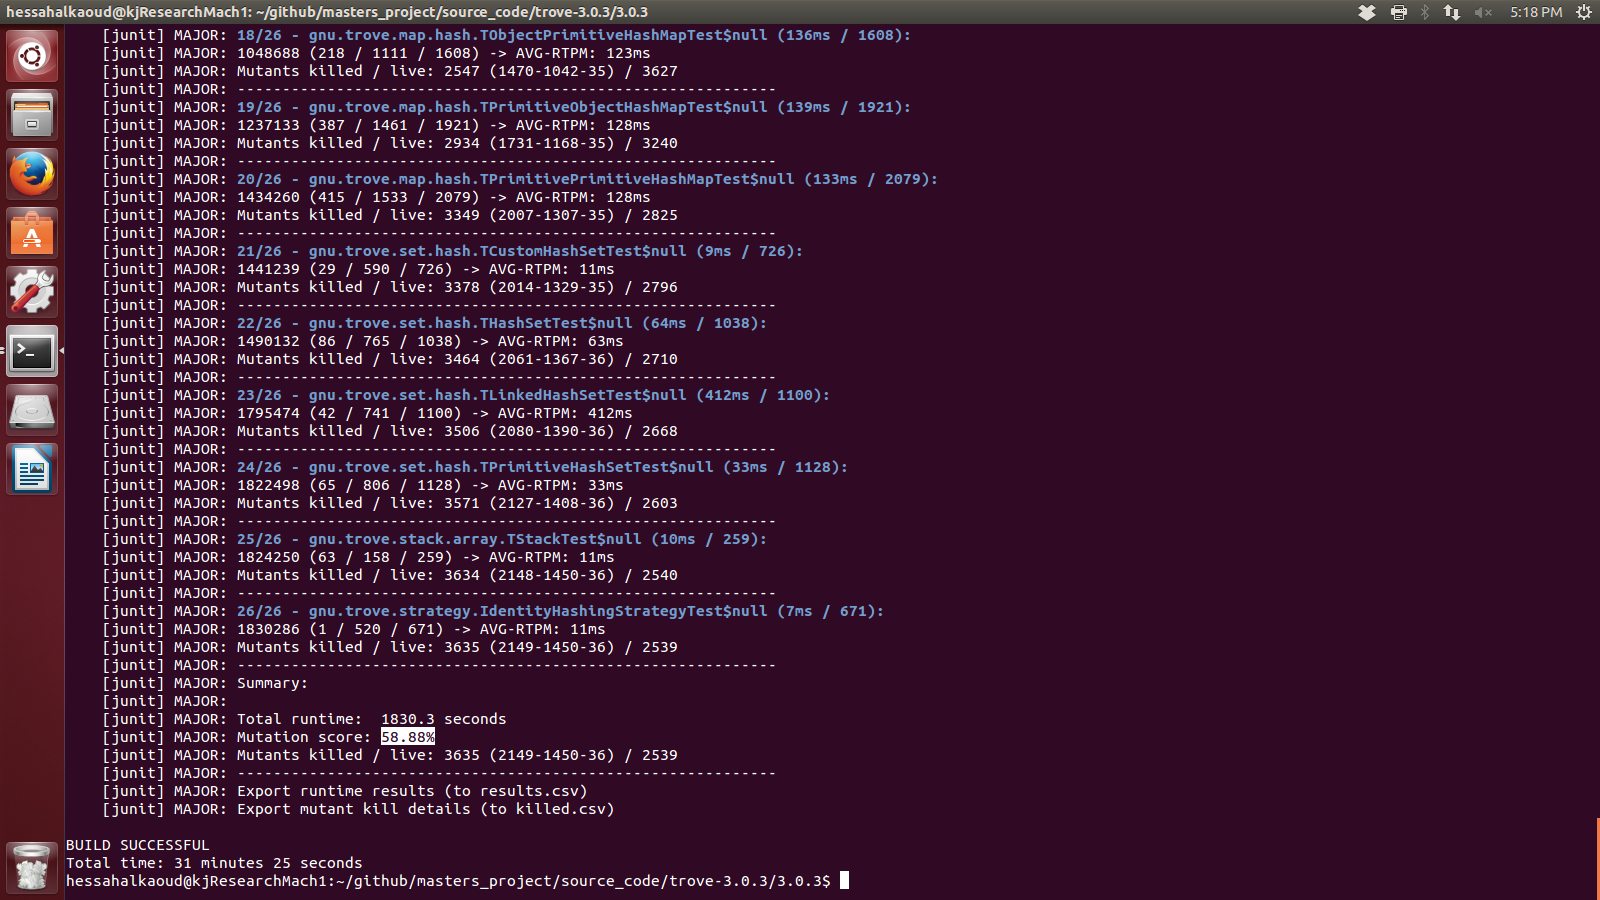 hessahalkaoud@kjResearchMach1: ~/github/masters_project/source_code/trove-3.0.3/3.0.3
5:18 PM
[junit] MAJOR: 18/26 - gnu.trove.map.hash.TObjectPrimitiveHashMapTest$null (136ms / 1608):
[junit] MAJOR: 1048688 (218 / 1111 / 1608) -> AVG-RTPM: 123ms
[junit] MAJOR: Mutants killed / live: 2547 (1470-1042-35) / 3627
[junit] MAJOR: ------------------------------------------------------------
[junit] MAJOR: 19/26 - gnu.trove.map.hash.TPrimitiveObjectHashMapTest$null (139ms / 1921):
[junit] MAJOR: 1237133 (387 / 1461 / 1921) -> AVG-RTPM: 128ms
[junit] MAJOR: Mutants killed / live: 2934 (1731-1168-35) / 3240
[junit] MAJOR: ------------------------------------------------------------
[junit] MAJOR: 20/26 - gnu.trove.map.hash.TPrimitivePrimitiveHashMapTest$null (133ms / 2079):
[junit] MAJOR: 1434260 (415 / 1533 / 2079) -> AVG-RTPM: 128ms
[junit] MAJOR: Mutants killed / live: 3349 (2007-1307-35) / 2825
[junit] MAJOR: ------------------------------------------------------------
[junit] MAJOR: 21/26 - gnu.trove.set.hash.TCustomHashSetTest$null (9ms / 726):
[junit] MAJOR: 1441239 (29 / 590 / 726) -> AVG-RTPM: 11ms
[junit] MAJOR: Mutants killed / live: 3378 (2014-1329-35) / 2796
[junit] MAJOR: ------------------------------------------------------------
[junit] MAJOR: 22/26 - gnu.trove.set.hash.THashSetTest$null (64ms / 1038):
[junit] MAJOR: 1490132 (86 / 765 / 1038) -> AVG-RTPM: 63ms
[junit] MAJOR: Mutants killed / live: 3464 (2061-1367-36) / 2710
[junit] MAJOR: ------------------------------------------------------------
[junit] MAJOR: 23/26 - gnu.trove.set.hash.TLinkedHashSetTest$null (412ms / 1100):
[junit] MAJOR: 1795474 (42 / 741 / 1100) -> AVG-RTPM: 412ms
[junit] MAJOR: Mutants killed / live: 3506 (2080-1390-36) / 2668
[junit] MAJOR: ------------------------------------------------------------
[junit] MAJOR: 24/26 - gnu.trove.set.hash.TPrimitiveHashSetTest$null (33ms / 1128):
[junit] MAJOR: 1822498 (65 / 806 / 1128) -> AVG-RTPM: 33ms
[junit] MAJOR: Mutants killed / live: 3571 (2127-1408-36) / 2603
[junit] MAJOR: ------------------------------------------------------------
[junit] MAJOR: 25/26 - gnu.trove.stack.array.TStackTest$null (10ms / 259):
[junit] MAJOR: 1824250 (63 / 158 / 259) -> AVG-RTPM: 11ms
[junit] MAJOR: Mutants killed / live: 3634 (2148-1450-36) / 2540
[junit] MAJOR: ------------------------------------------------------------
[junit] MAJOR: 26/26 - gnu.trove.strategy.IdentityHashingStrategyTest$null (7ms / 671):
[junit] MAJOR: 1830286 (1 / 520 / 671) -> AVG-RTPM: 11ms
[junit] MAJOR: Mutants killed / live: 3635 (2149-1450-36) / 2539
[junit] MAJOR: ------------------------------------------------------------
[junit] MAJOR: Summary:
[junit] MAJOR:
[junit] MAJOR: Total runtime:  1830.3 seconds
[junit] MAJOR: Mutation score: 58.88%
[junit] MAJOR: Mutants killed / live: 3635 (2149-1450-36) / 2539
[junit] MAJOR: ------------------------------------------------------------
[junit] MAJOR: Export runtime results (to results.csv)
[junit] MAJOR: Export mutant kill details (to killed.csv)
BUILD SUCCESSFUL
Total time: 31 minutes 25 seconds
hessahalkaoud@kjResearchMach1:~/github/masters_project/source_code/trove-3.0.3/3.0.3$